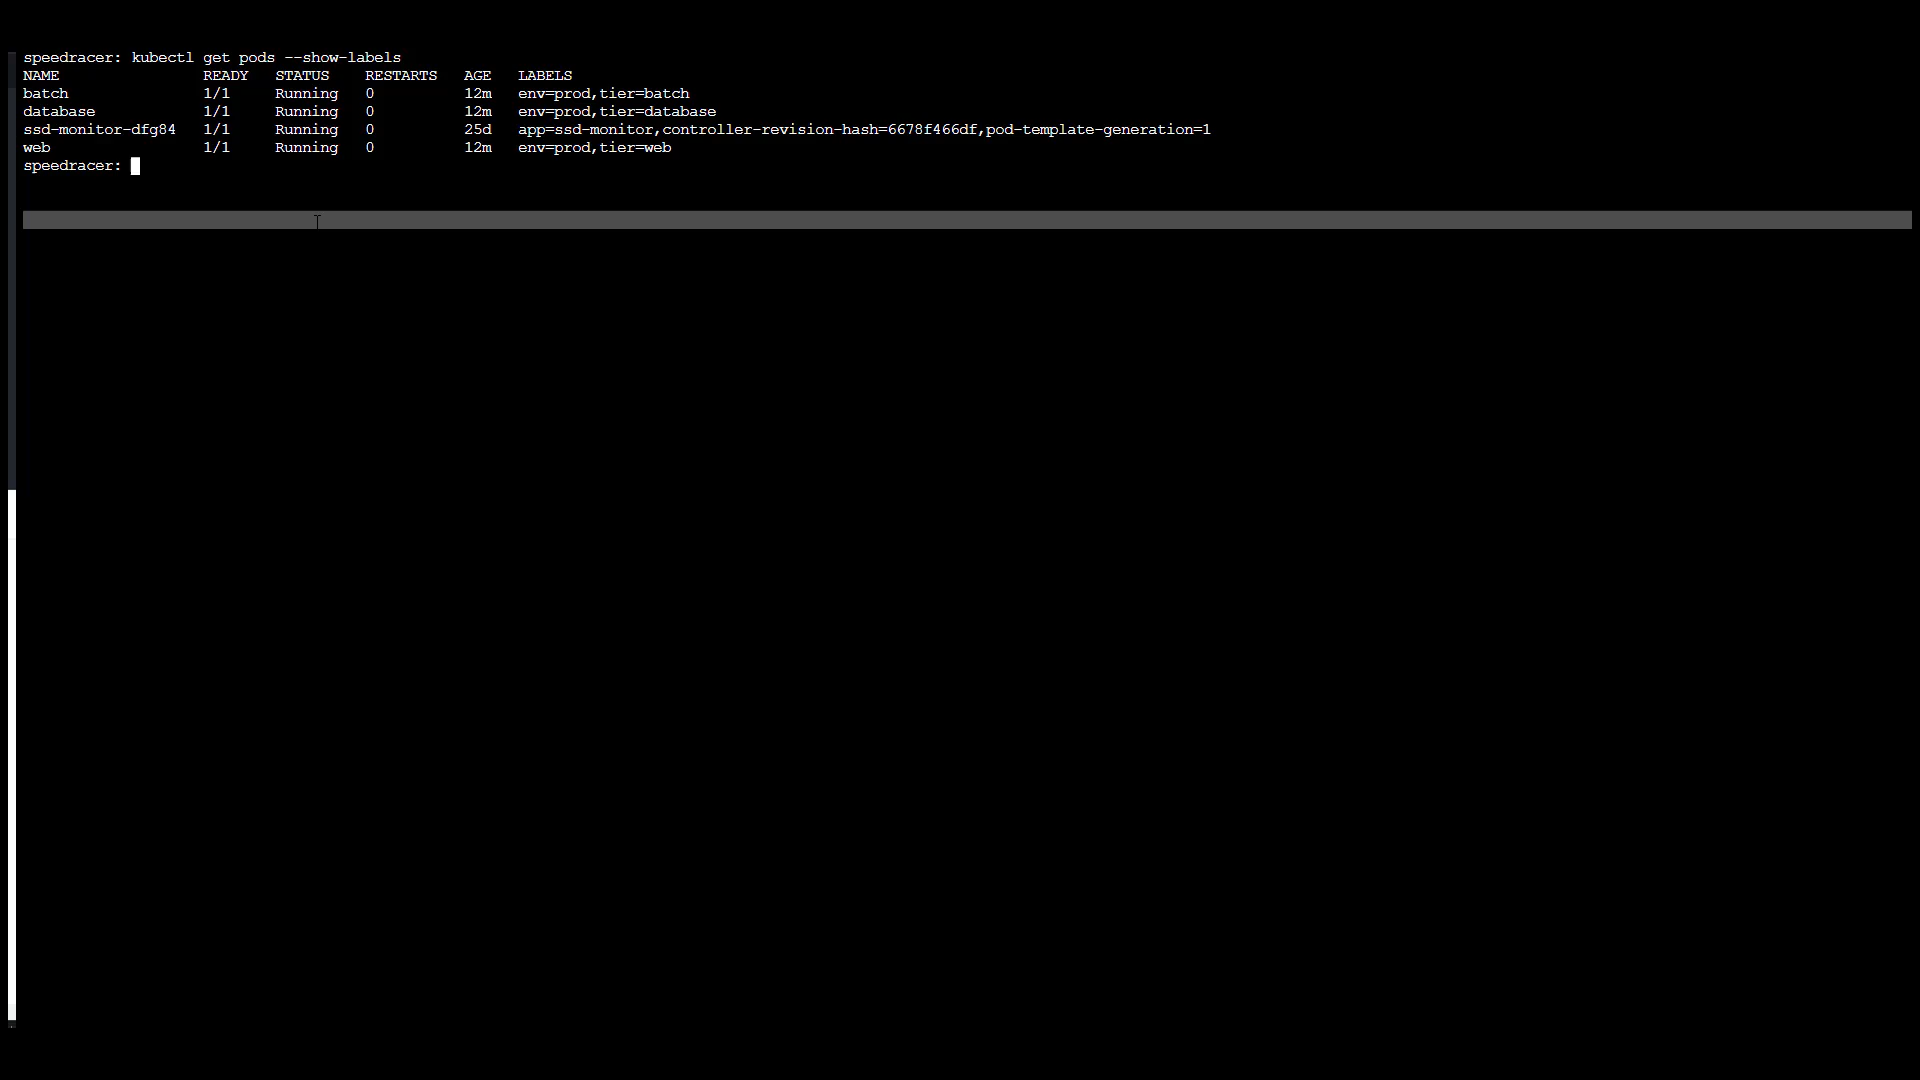 speedracer: kubectl get pods --show-labels
NAME                READY   STATUS    RESTARTS   AGE   LABELS
batch               1/1     Running   0          12m   env=prod,tier=batch
database            1/1     Running   0          12m   env=prod,tier=database
ssd-monitor-dfg84   1/1     Running   0          25d   app=ssd-monitor,controller-revision-hash=6678f466df,pod-template-generation=1
web                 1/1     Running   0          12m   env=prod,tier=web
speedracer: